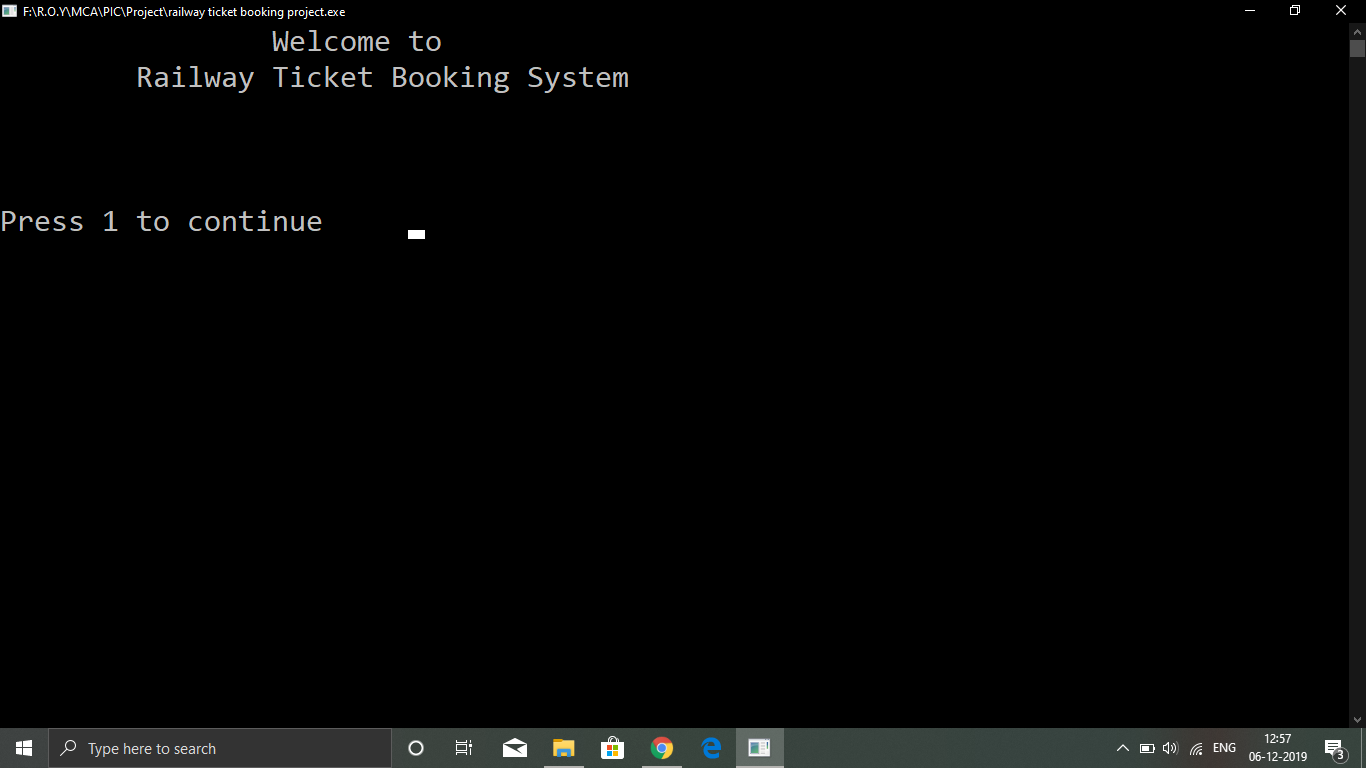 F:\R.O.Y\MCA\PIC\Project\railway ticket booking project.exe
Welcome to
Railway Ticket Booking System
Press 1 to continue
Type here to search
ENG
12:57
06-12-2019
3